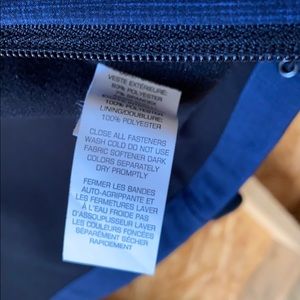 VESTE EXTÉRIEURE:
POLYESTER
100% POLYESTER
LINING/DOUBLURE:
100% POLYESTER
CLOSE ALL FASTENERS
WASH COLD DO NOT USE
FABRIC SOFTENER DARK
COLORS SEPARATELY
DRY PROMPTLY
FERMER LES BANDES
AUTO-AGRIPPANTE ET
LES FERMETURES LAVER
À L'EAU FROIDE PAS
D'ASSOUPLISSEUR LAVER
LES COULEURS FONCÉES
SÉPARÉMENT SÉCHER
RAPIDEMENT